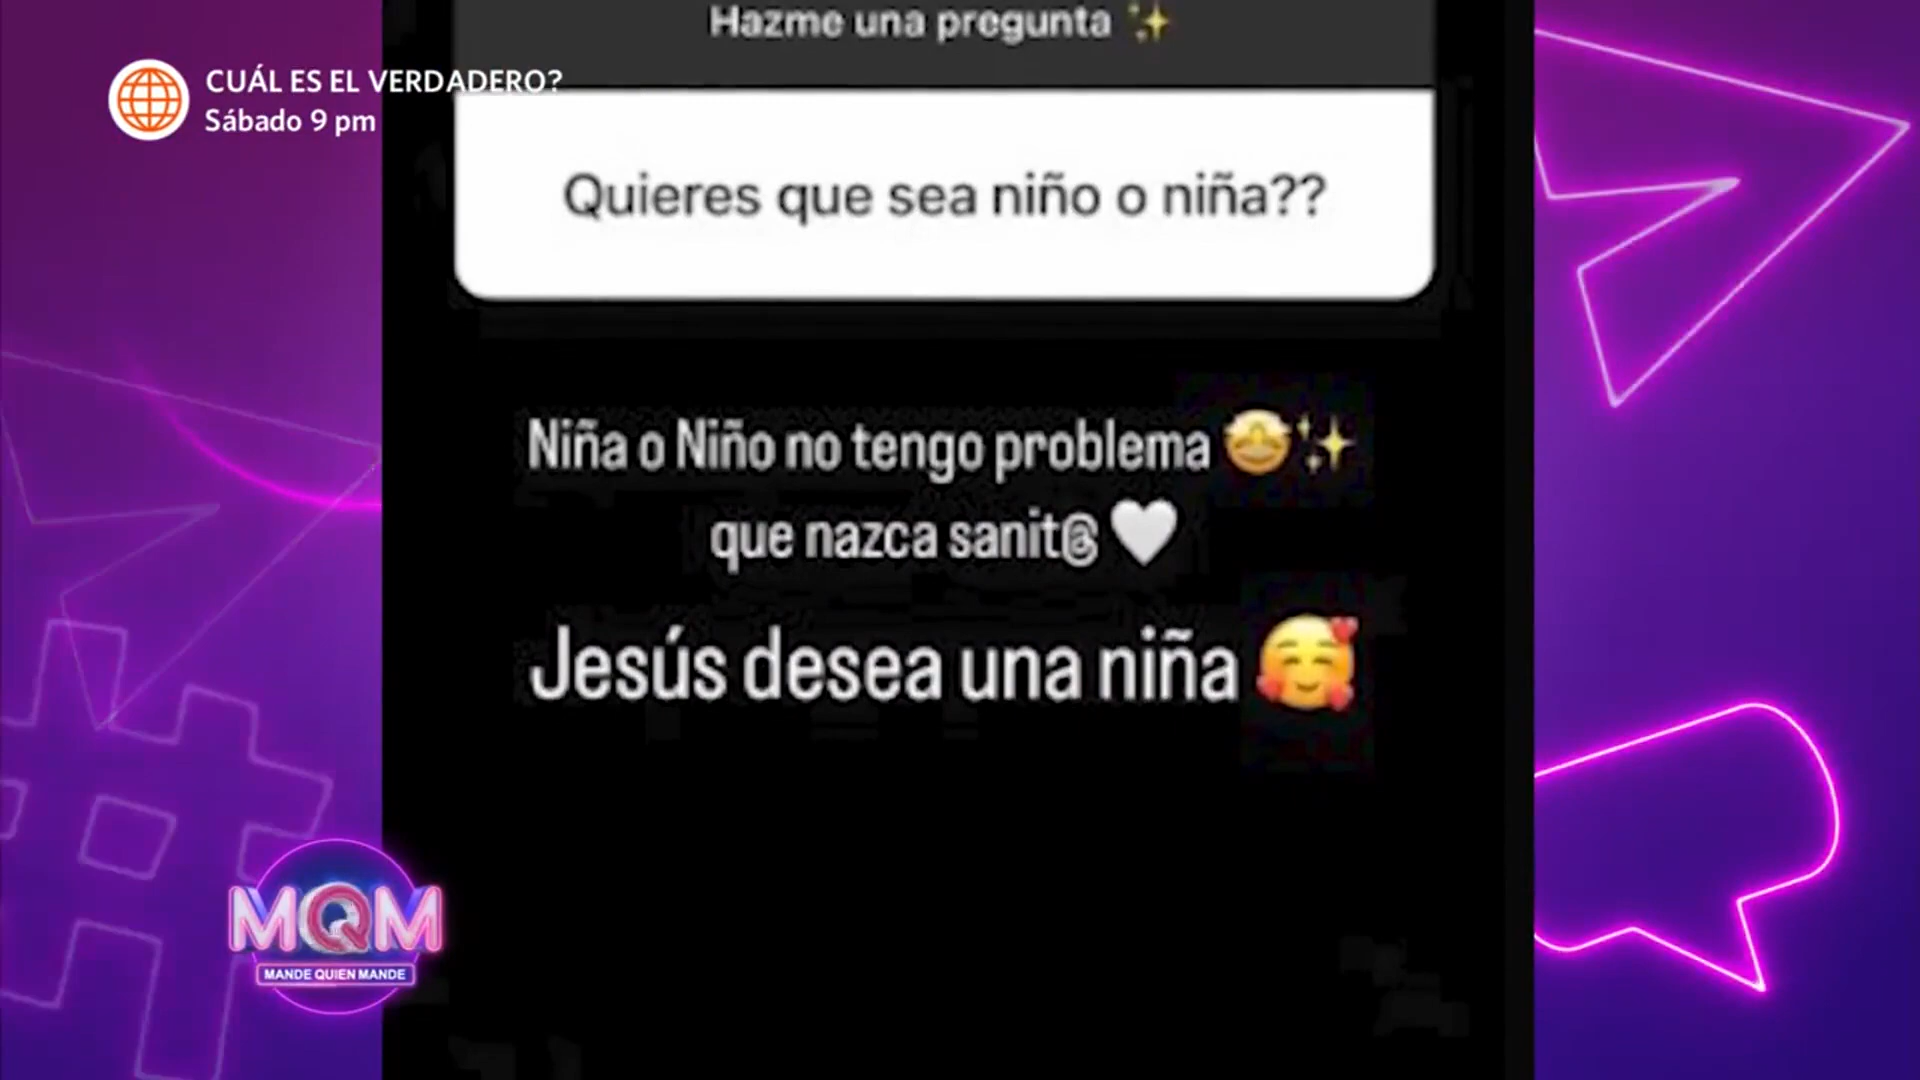 Hazme una pregunta ✨
CUÁL ES EL VERDADERO?
Sábado 9 pm
Quieres que sea niño o niña??
Niña o Niño no tengo problema 🤩✨
que nazca sanit@ 🤍
Jesús desea una niña 🥰
MQM
MANDE QUIEN MANDE